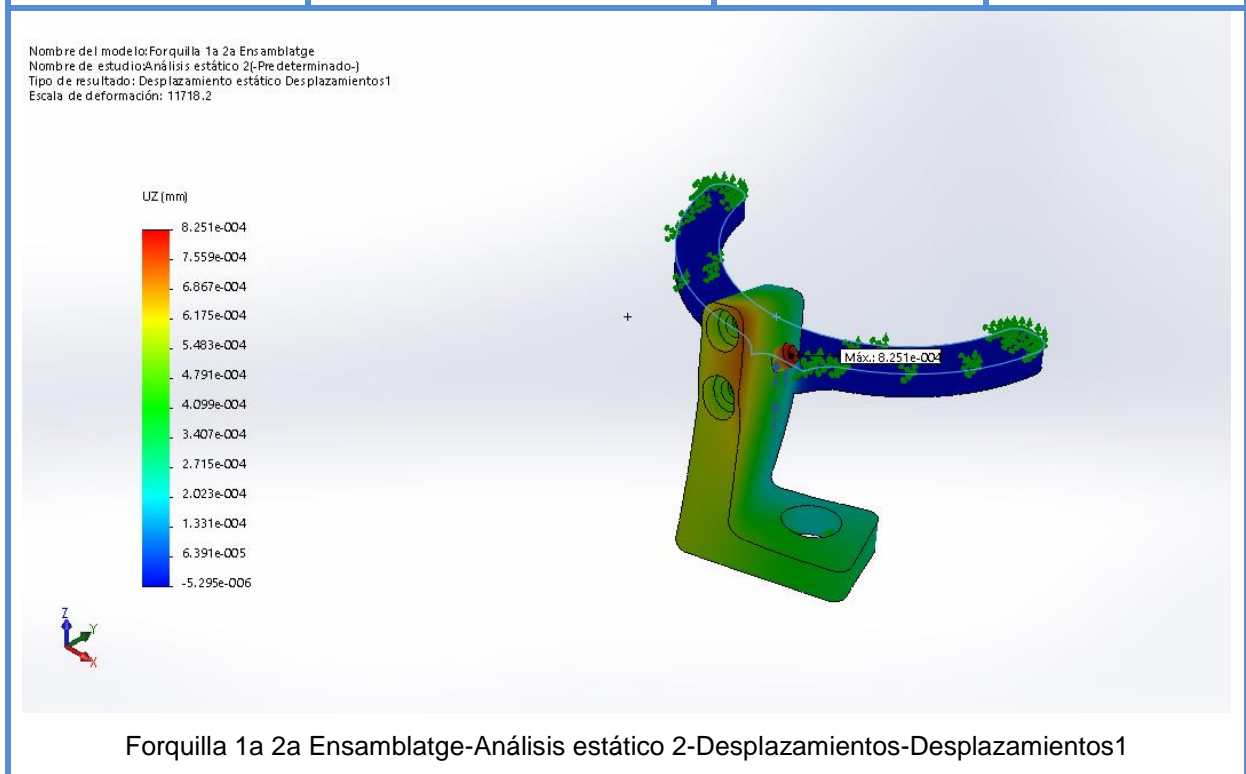 Nombre del modelo:Forquilla 1a 2a Ensamblatge
Nombre de estudio:Análisis estático 2(-Predeterminado-)
Tipo de resultado: Desplazamiento estático Desplazamientos1
Escala de deformación: 11718.2
UZ (mm)
8.251e-004
7.559e-004
6.867e-004
6.175e-004
5.483e-004
4.791e-004
4.099e-004
3.407e-004
2.715e-004
2.023e-004
1.331e-004
6.391e-005
-5.295e-006
Máx.: 8.251e-004
Z
Y
X
Forquilla 1a 2a Ensamblatge-Análisis estático 2-Desplazamientos-Desplazamientos1